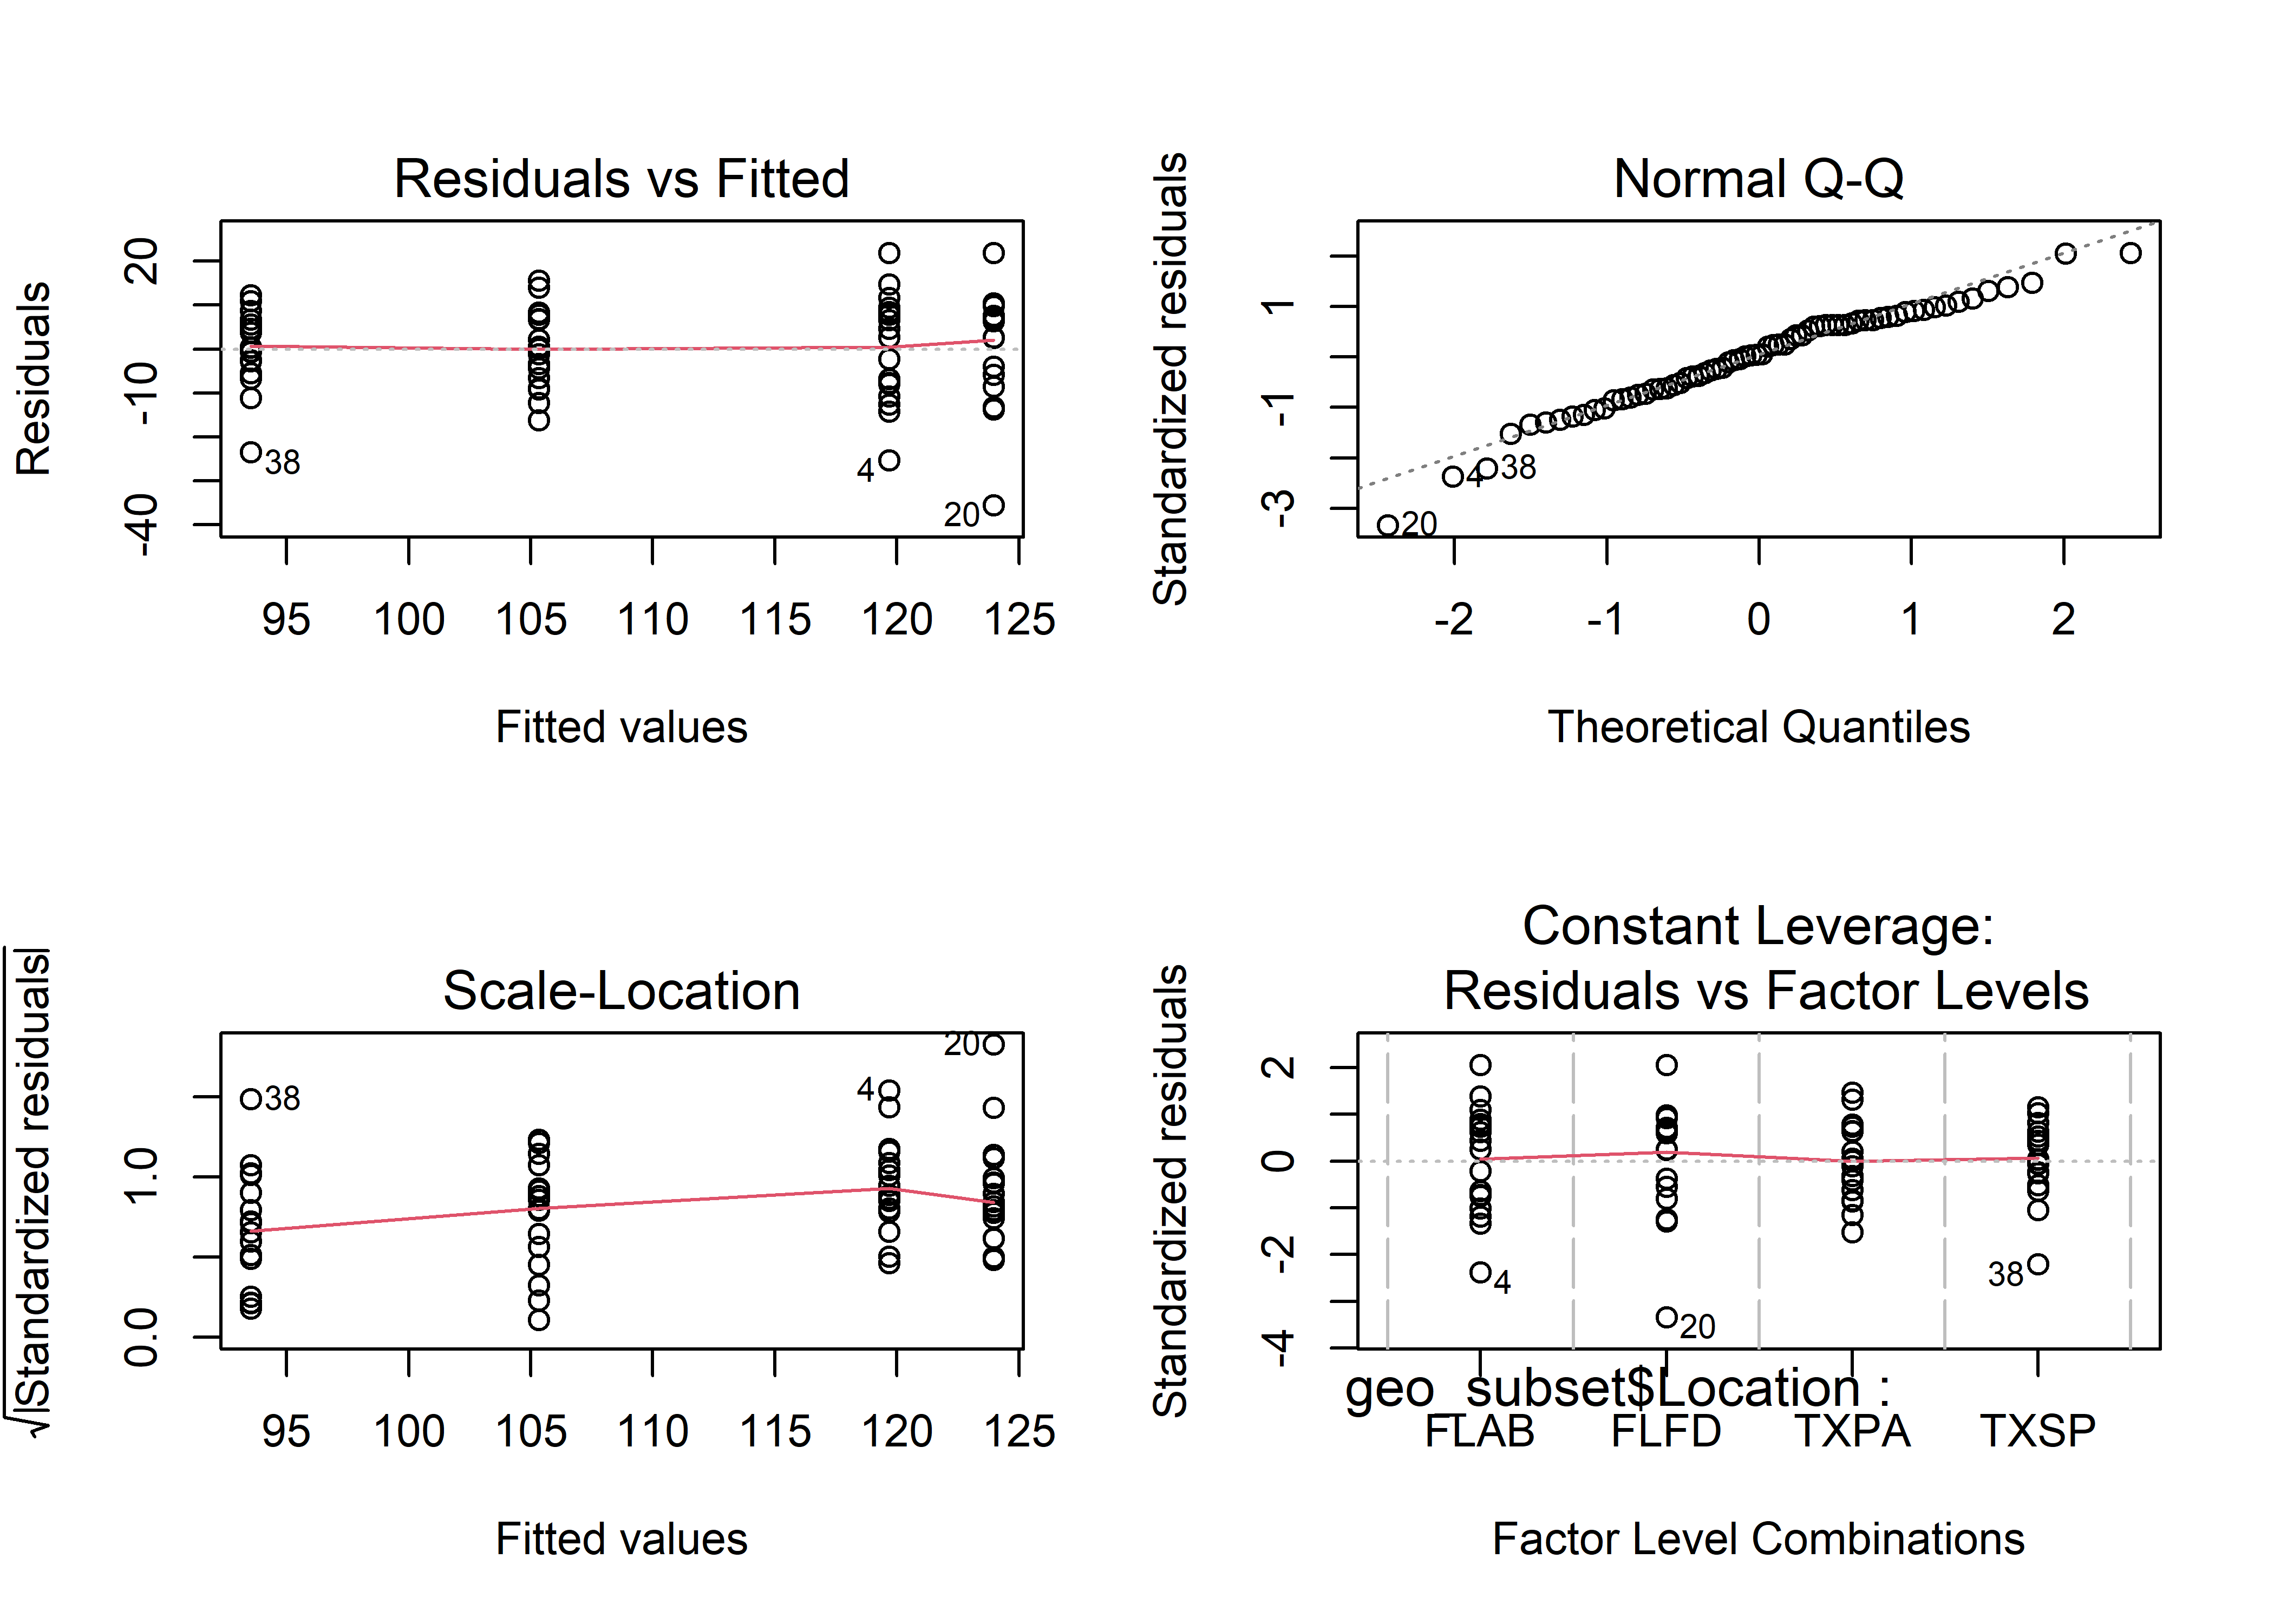 Residuals vs Fitted
Residuals
20
-10
-40
38
4
20
95 100 105 110 115 120 125
Fitted values
Normal Q-Q
Standardized residuals
1
-1
-3
4
38
20
-2 -1 0 1 2
Theoretical Quantiles
Scale-Location
√|Standardized residuals|
1.0
0.0
38
4
20
95 100 105 110 115 120 125
Fitted values
Constant Leverage:
Residuals vs Factor Levels
Standardized residuals
2
0
-2
-4
4
20
38
geo_subset$Location :
FLAB FLFD TXPA TXSP
Factor Level Combinations